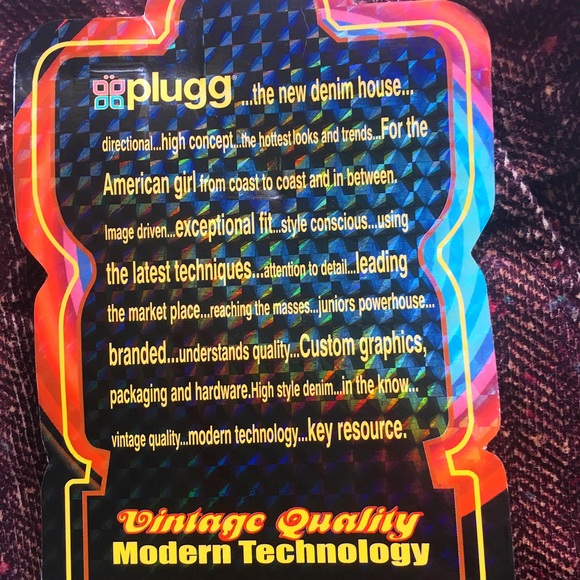 plugg® ...the new denim house...
directional...high concept...the hottest looks and trends...For the
American girl from coast to coast and in between.
Image driven...exceptional fit...style conscious...using
the latest techniques...attention to detail...leading
the market place...reaching the masses...juniors powerhouse...
branded...understands quality...Custom graphics,
packaging and hardware.High style denim...in the know...
vintage quality...modern technology...key resource.
Vintage Quality
Modern Technology